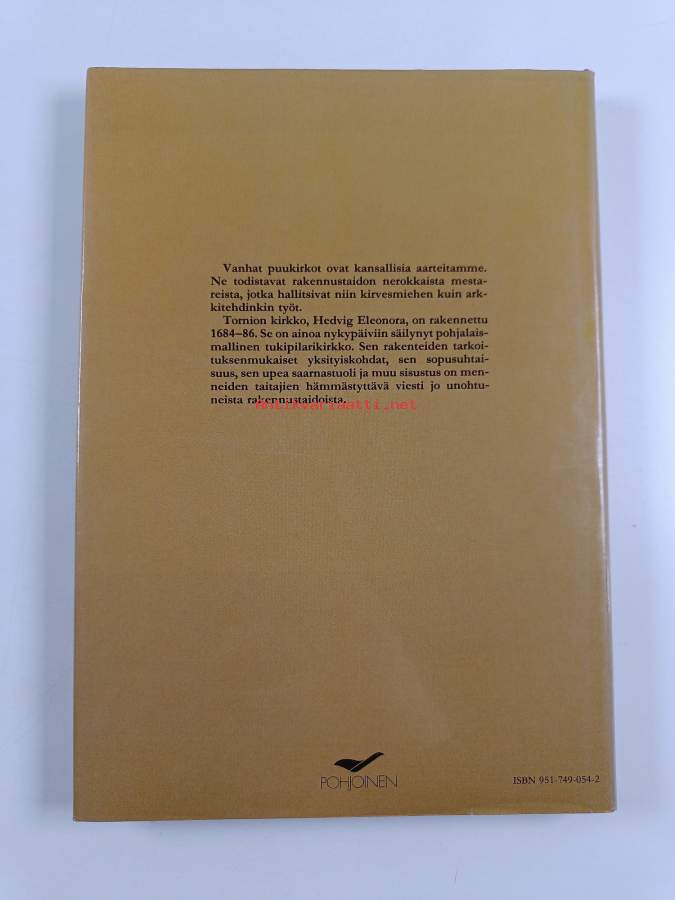 Vanhat puukirkot ovat kansallisia aarteitamme.
Ne todistavat rakennustaidon nerokkaista mesta-
reista, jotka hallitsivat niin kirvesmiehen kuin ark-
kitehdinkin työt.
Tornion kirkko, Hedvig Eleonora, on rakennettu
1684–86. Se on ainoa nykypäiviin säilynyt pohjalais-
mallinen tukipilarikirkko. Sen rakenteiden tarkoi-
tuksenmukaiset yksityiskohdat, sen sopusuhtai-
suus, sen upea saarnastuoli ja muu sisustus on men-
neiden taitajien hämmästyttävä viesti jo unohtu-
neista rakennustaidoista.
Antikvariaatti.net
POHJOINEN
ISBN 951-749-054-2